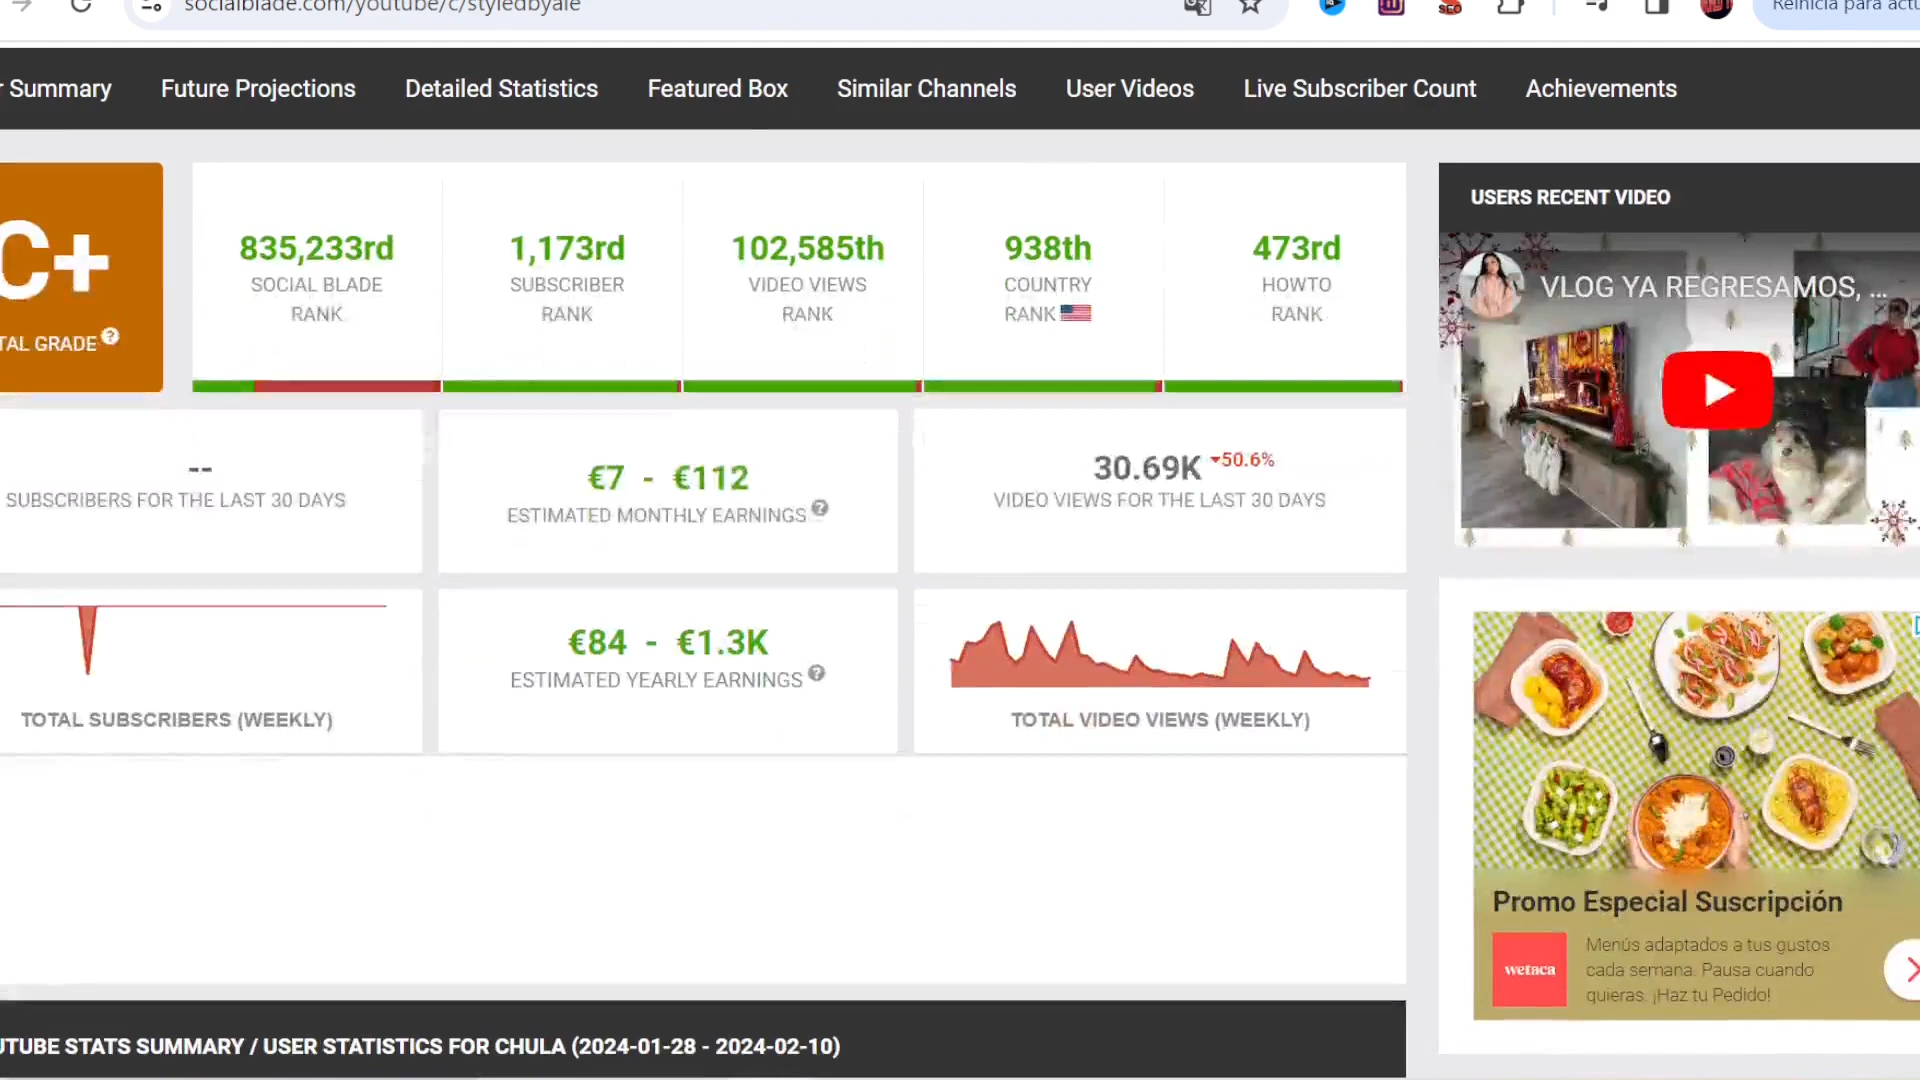 socialblade.com/youtube/c/styledbyale
Reinicia para actu
r Summary
Future Projections
Detailed Statistics
Featured Box
Similar Channels
User Videos
Live Subscriber Count
Achievements
C+
TAL GRADE
835,233rd
SOCIAL BLADE
RANK
1,173rd
SUBSCRIBER
RANK
102,585th
VIDEO VIEWS
RANK
938th
COUNTRY
RANK
473rd
HOWTO
RANK
USERS RECENT VIDEO
VLOG YA REGRESAMOS, ...
--
SUBSCRIBERS FOR THE LAST 30 DAYS
€7 - €112
ESTIMATED MONTHLY EARNINGS
30.69K 50.6%
VIDEO VIEWS FOR THE LAST 30 DAYS
TOTAL SUBSCRIBERS (WEEKLY)
€84 - €1.3K
ESTIMATED YEARLY EARNINGS
TOTAL VIDEO VIEWS (WEEKLY)
Promo Especial Suscripción
wetaca
Menús adaptados a tus gustos
cada semana. Pausa cuando
quieras. ¡Haz tu Pedido!
UTUBE STATS SUMMARY / USER STATISTICS FOR CHULA (2024-01-28 - 2024-02-10)